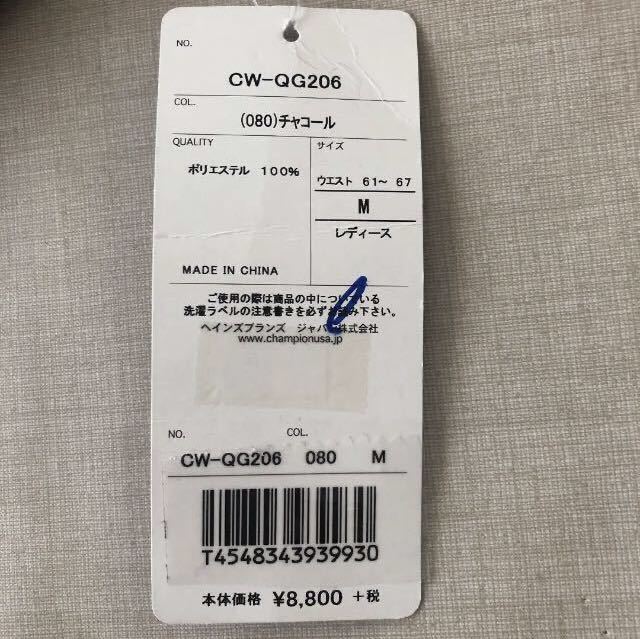 NO.
CW-QG206
COL.
(080)チャコール
QUALITY
ポリエステル 100%
MADE IN CHINA
サイズ
ウエスト 61~ 67
M
レディース
ご使用の際は商品の中についている
洗濯ラベルの注意書きを必ずお読み下さい。
ヘインズブランズ ジャパン株式会社
www.championusa.jp
NO. COL.
CW-QG206 080 M
T4548343939930
本体価格 ¥8,800 +税